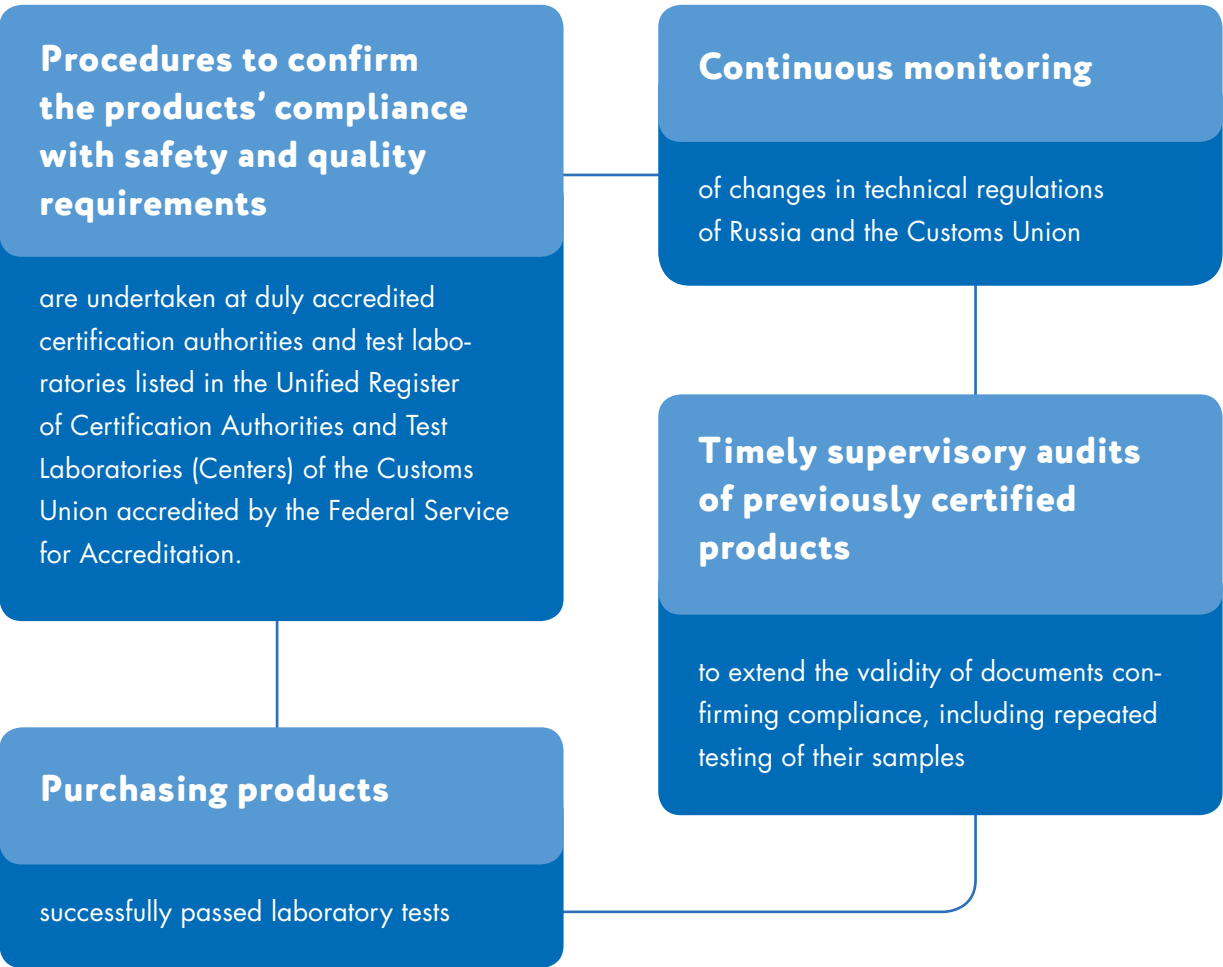 Procedures to confirm
the products’ compliance
with safety and quality
requirements
are undertaken at duly accredited
certification authorities and test labo-
ratories listed in the Unified Register
of Certification Authorities and Test
Laboratories (Centers) of the Customs
Union accredited by the Federal Service
for Accreditation.
Continuous monitoring
of changes in technical regulations
of Russia and the Customs Union
Timely supervisory audits
of previously certified
products
to extend the validity of documents con-
firming compliance, including repeated
testing of their samples
Purchasing products
successfully passed laboratory tests